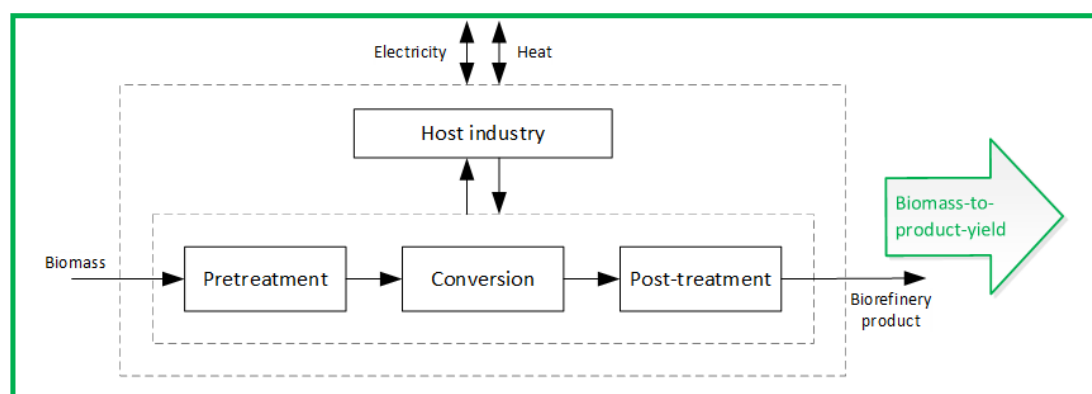 Electricity
Heat
Host industry
Biomass-to-
product-yield
Biomass
Pretreatment
Conversion
Post-treatment
Biorefinery
product